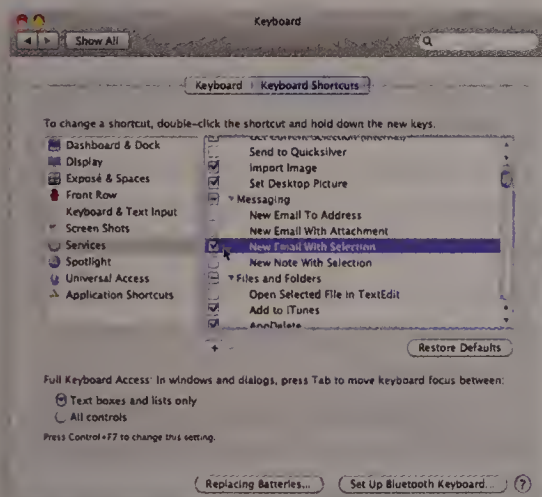 Keyboard
Show All
Keyboard Keyboard Shortcuts
To change a shortcut, double-click the shortcut and hold down the new keys.
Dashboard & Dock
Display
Exposé & Spaces
Front Row
Keyboard & Text Input
Screen Shots
Services
Spotlight
Universal Access
Application Shortcuts
Send to Quicksilver
Import Image
Set Desktop Picture
Messaging
New Email To Address
New Email With Attachment
New Email With Selection
New Note With Selection
Files and Folders
Open Selected File in TextEdit
Add to iTunes
AppDelete
+ -
Restore Defaults
Full Keyboard Access: In windows and dialogs, press Tab to move keyboard focus between:
Text boxes and lists only
All controls
Press Control+F7 to change this setting.
Replacing Batteries...
Set Up Bluetooth Keyboard...
?